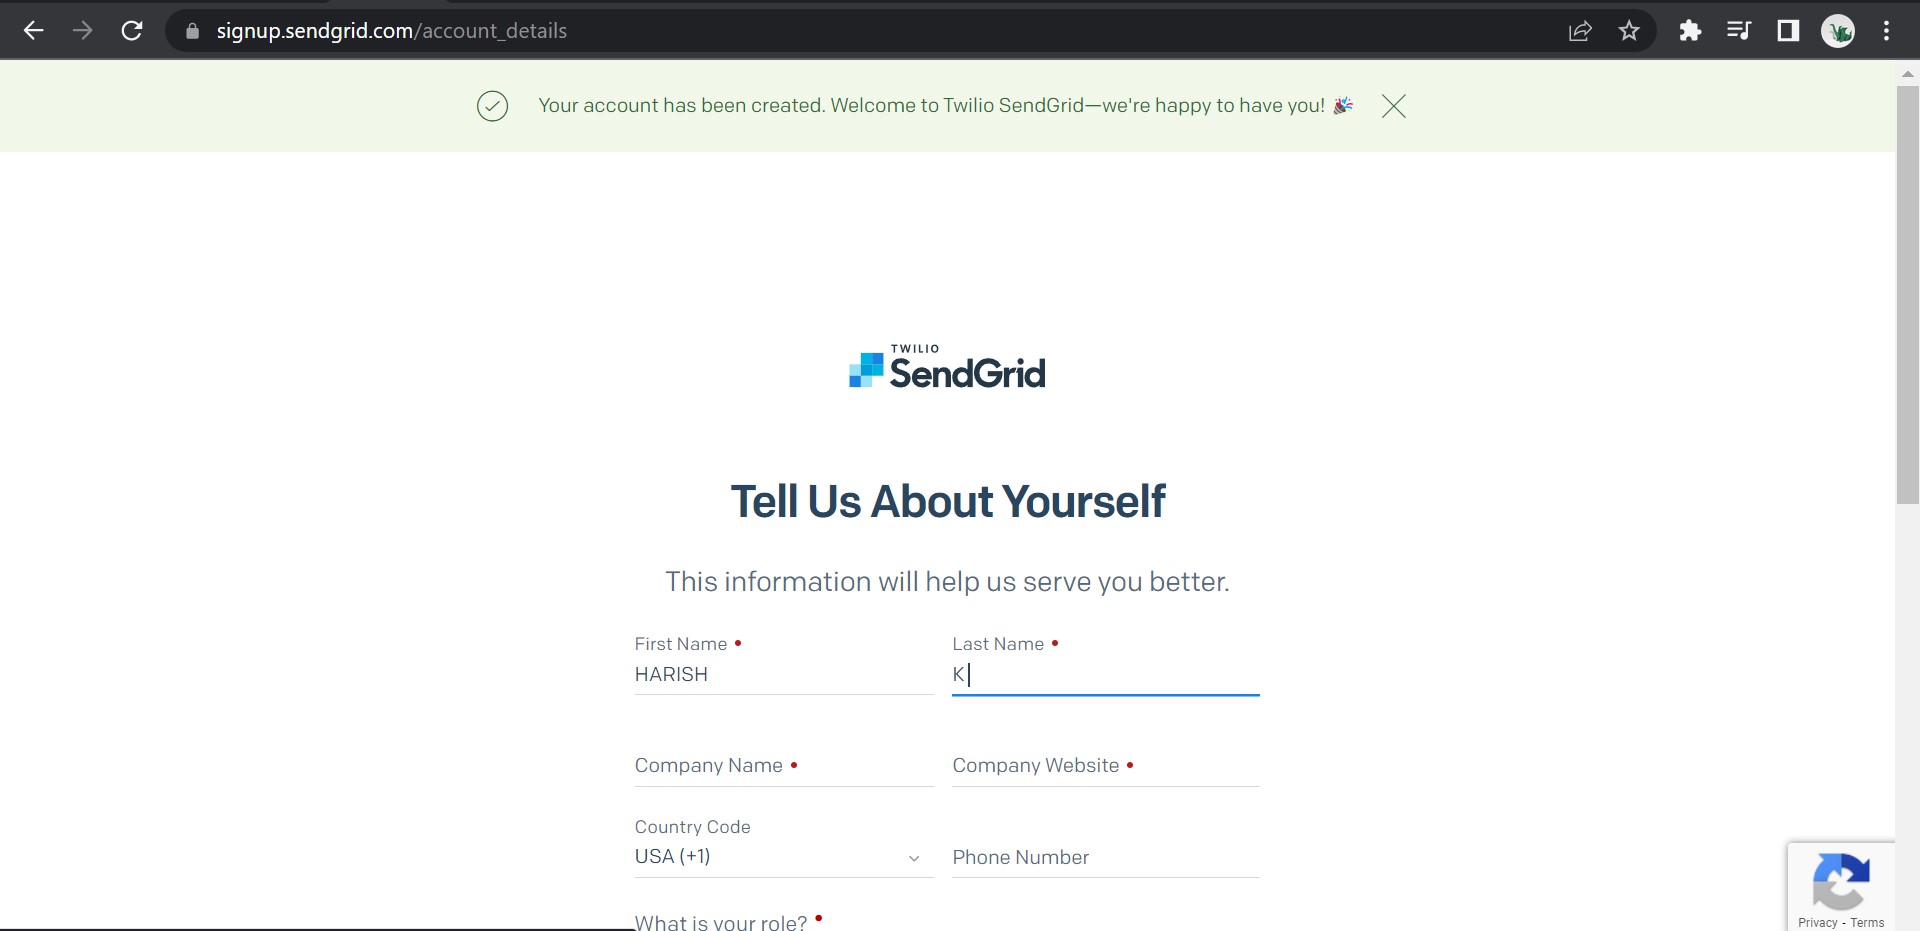 signup.sendgrid.com/account_details
Your account has been created. Welcome to Twilio SendGrid—we're happy to have you! 🎉
TWILIO
SendGrid
Tell Us About Yourself
This information will help us serve you better.
First Name • Last Name •
HARISH K
Company Name • Company Website •
Country Code
USA (+1) Phone Number
What is your role? •
Privacy - Terms